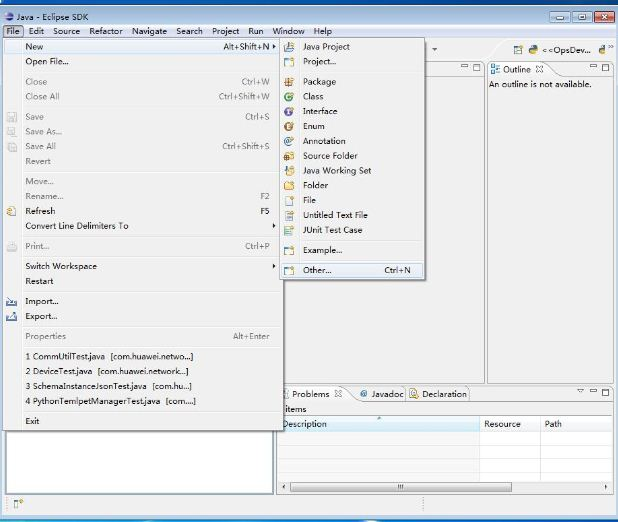 Java - Eclipse SDK
File Edit Source Refactor Navigate Search Project Run Window Help
New Alt+Shift+N
Open File...
Close Ctrl+W
Close All Ctrl+Shift+W
Save Ctrl+S
Save As...
Save All Ctrl+Shift+S
Revert
Move...
Rename... F2
Refresh F5
Convert Line Delimiters To
Print... Ctrl+P
Switch Workspace
Restart
Import...
Export...
Properties Alt+Enter
1 CommUtilTest.java [com.huawei.netwo...]
2 DeviceTest.java [com.huawei.network...]
3 SchemaInstanceJsonTest.java [com.hu...]
4 PythonTemlpetManagerTest.java [com....]
Exit
Java Project
Project...
Package
Class
Interface
Enum
Annotation
Source Folder
Java Working Set
Folder
File
Untitled Text File
JUnit Test Case
Example...
Other... Ctrl+N
<<OpsDev...
Outline
An outline is not available.
Problems Javadoc Declaration
items
Description Resource Path